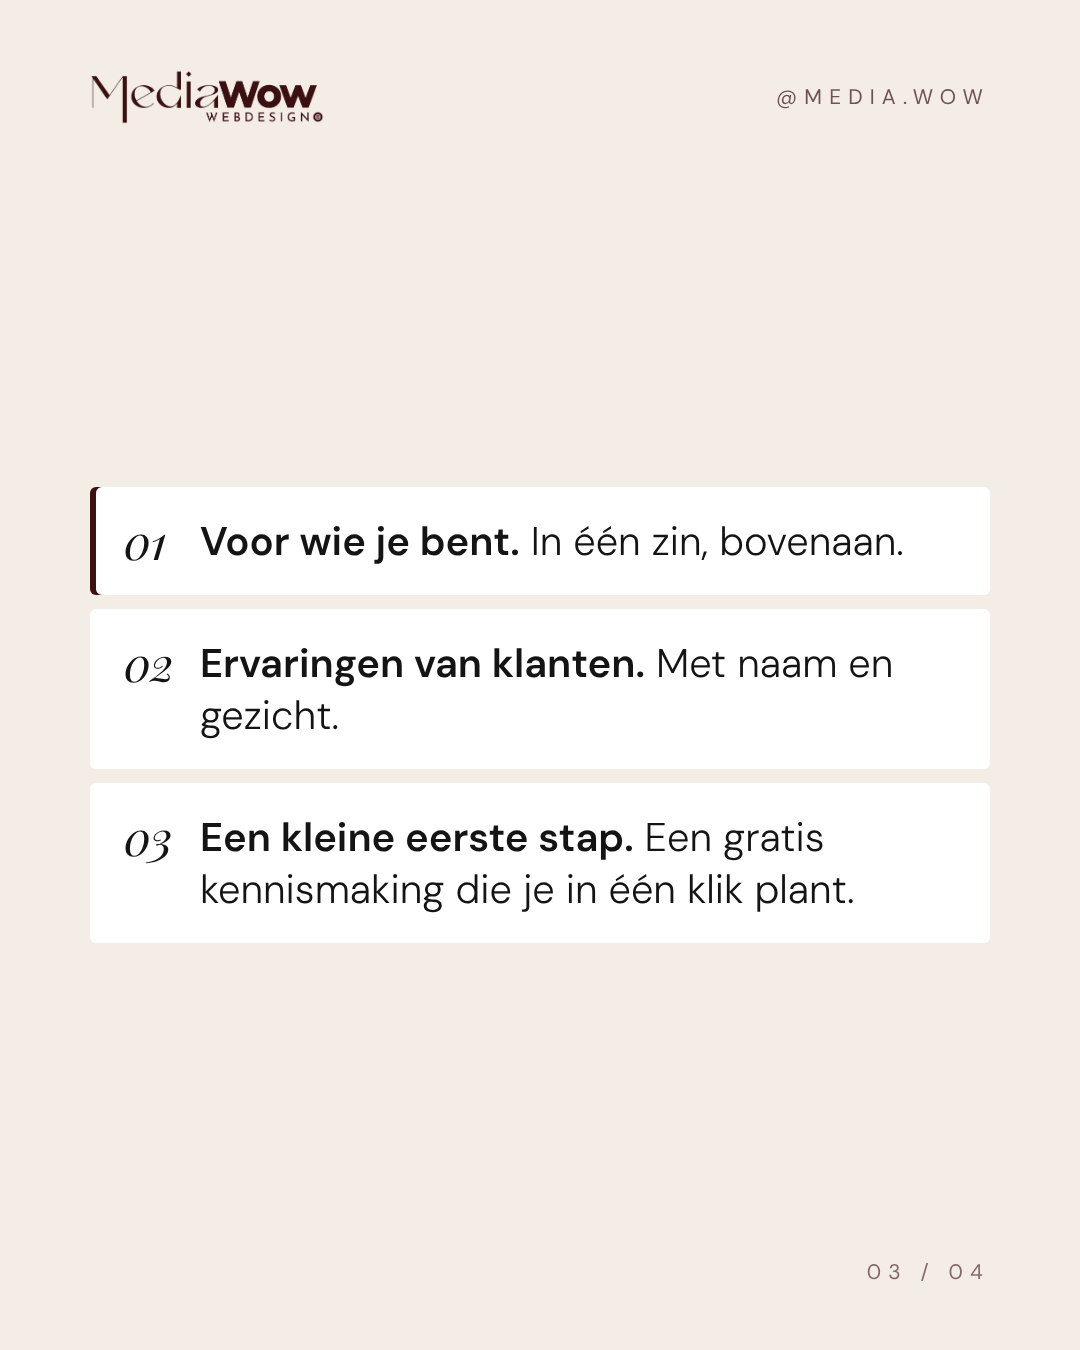 MediaWow
WEBDESIGN
@MEDIA.WOW
01 Voor wie je bent. In één zin, bovenaan.
02 Ervaringen van klanten. Met naam en
gezicht.
03 Een kleine eerste stap. Een gratis
kennismaking die je in één klik plant.
03 / 04